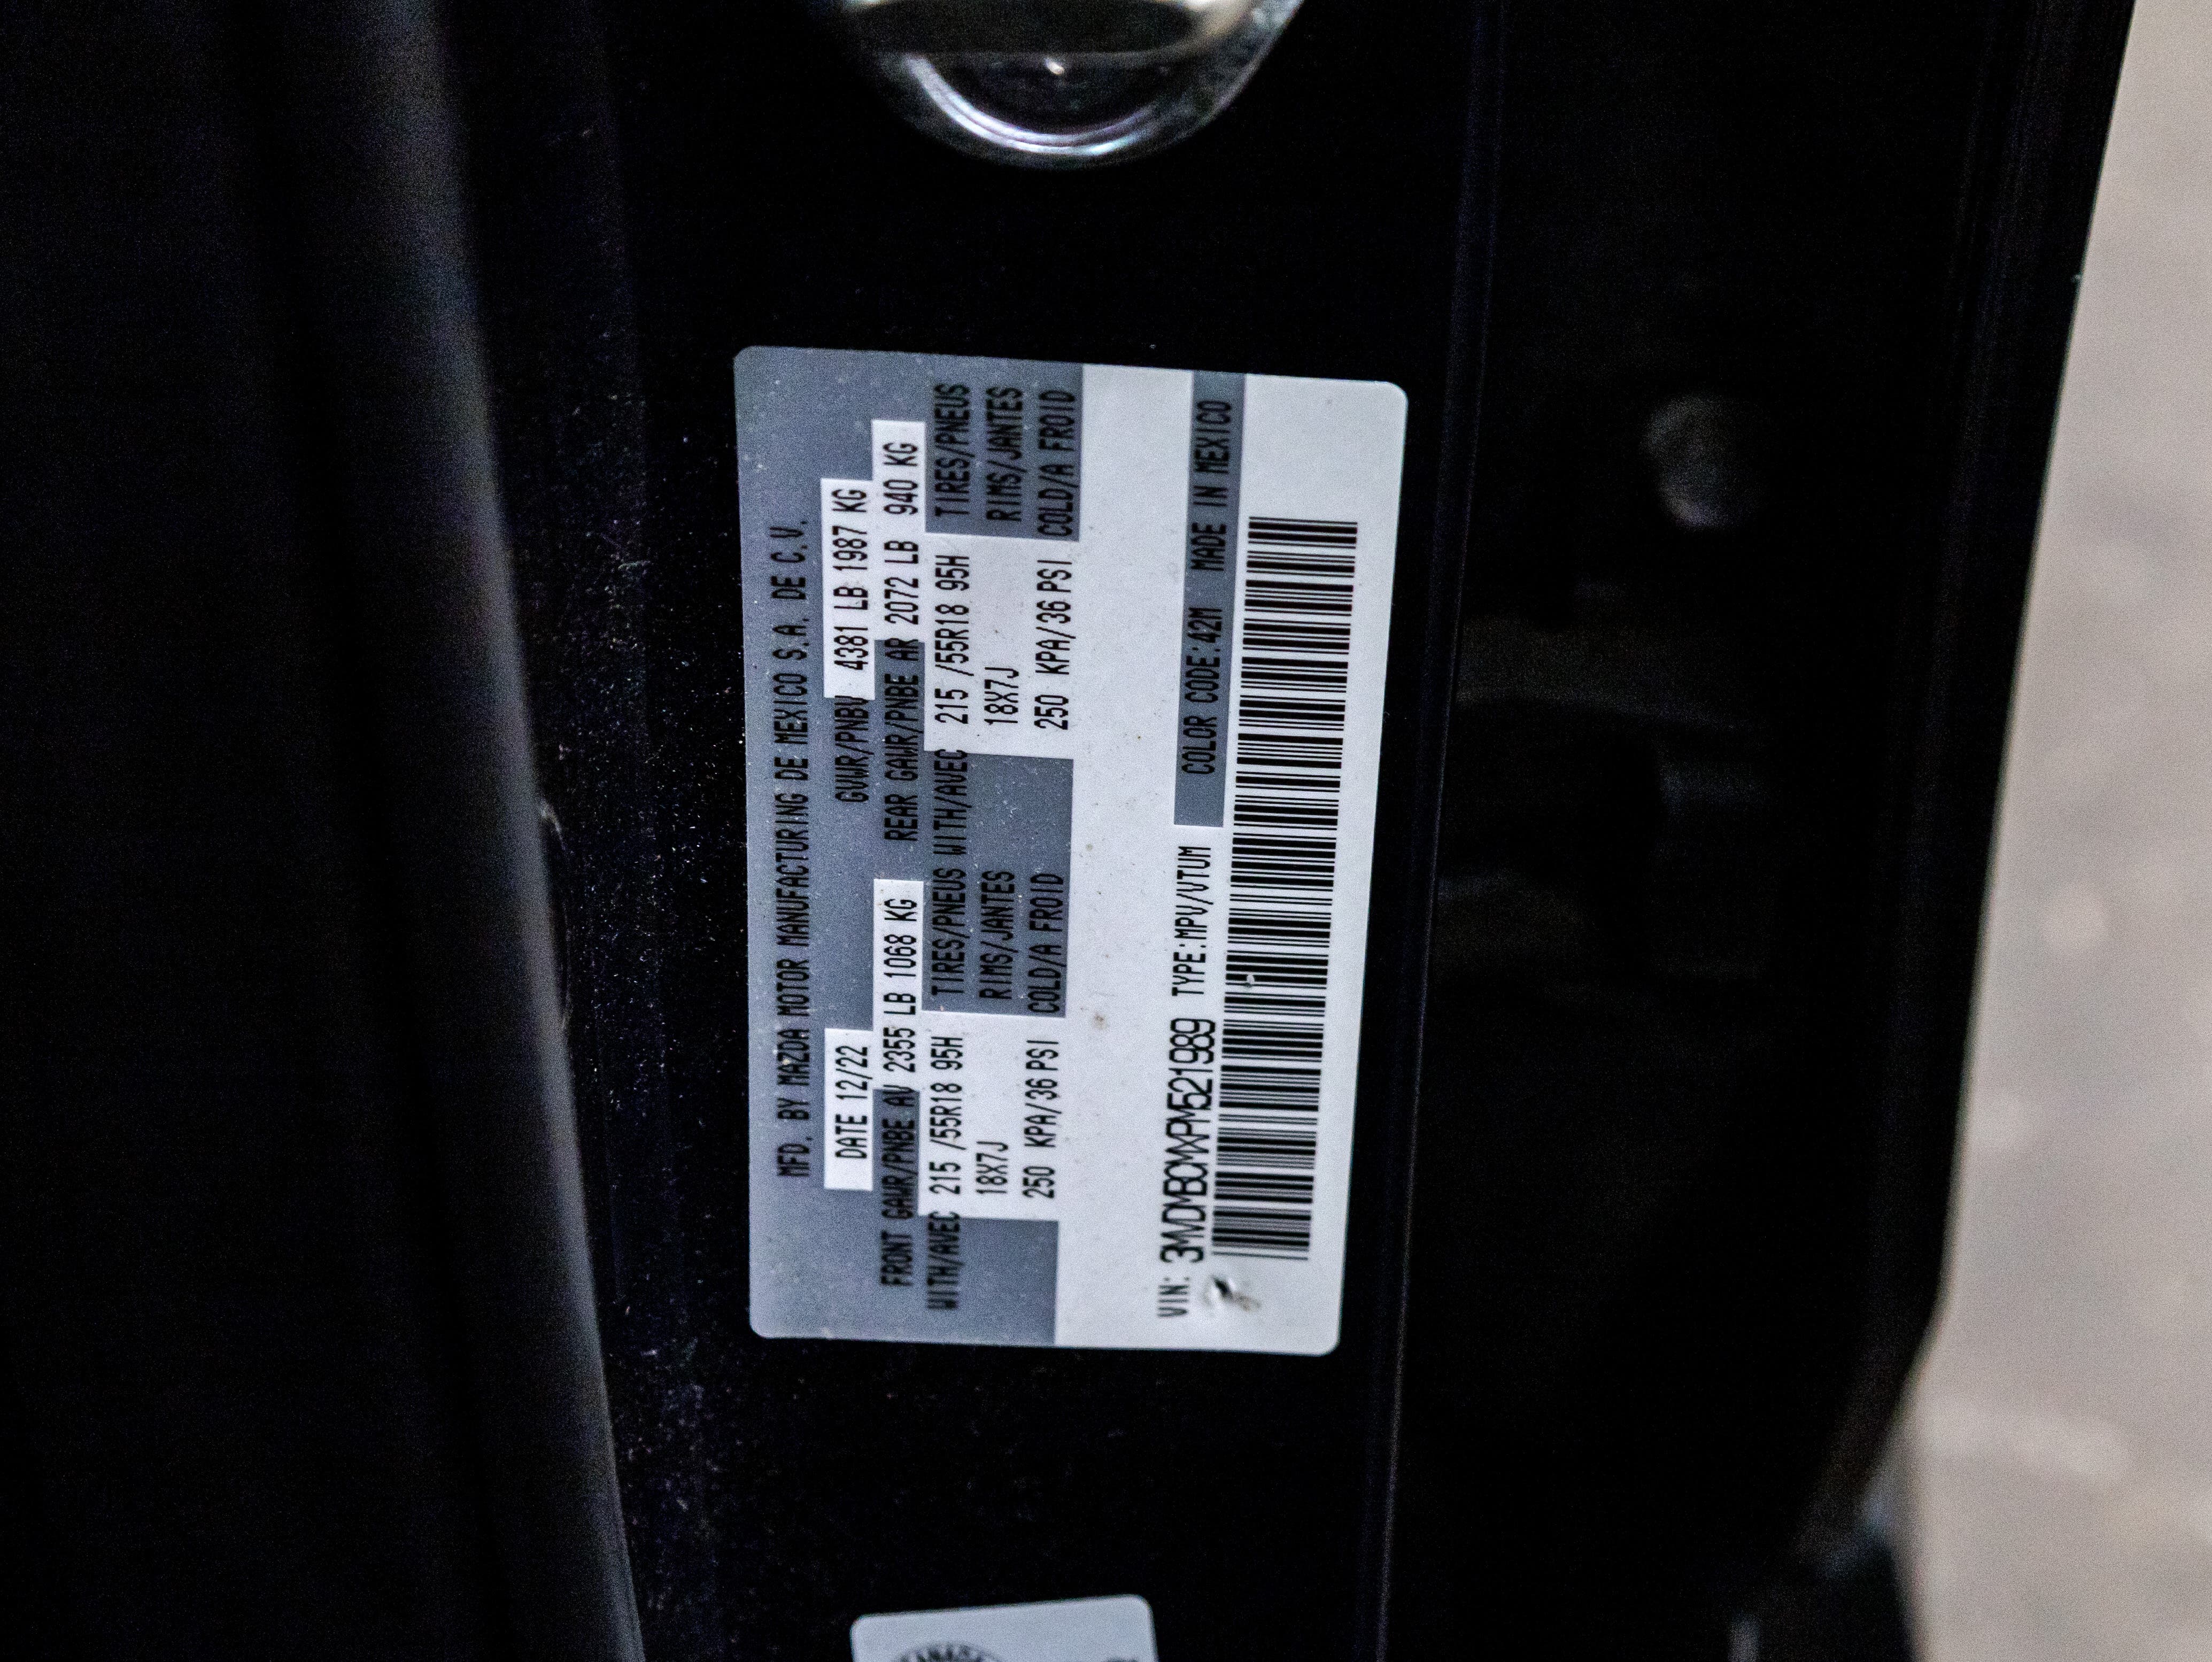 MFD. BY MAZDA MOTOR MANUFACTURING DE MEXICO S.A. DE C.V.
DATE 12/22 GVWR/PNBV 4381 LB 1987 KG
FRONT GAWR/PNBE AV 2355 LB 1068 KG REAR GAWR/PNBE AR 2072 LB 940 KG
WITH/AVEC 215 /55R18 95H TIRES/PNEUS WITH/AVEC 215 /55R18 95H TIRES/PNEUS
18X7J RIMS/JANTES 18X7J RIMS/JANTES
250 KPA/36 PSI COLD/A FROID 250 KPA/36 PSI COLD/A FROID
VIN: 3MVDMBCMXPM521989 TYPE:MPV/VTUM COLOR CODE:42M MADE IN MEXICO
CANADA